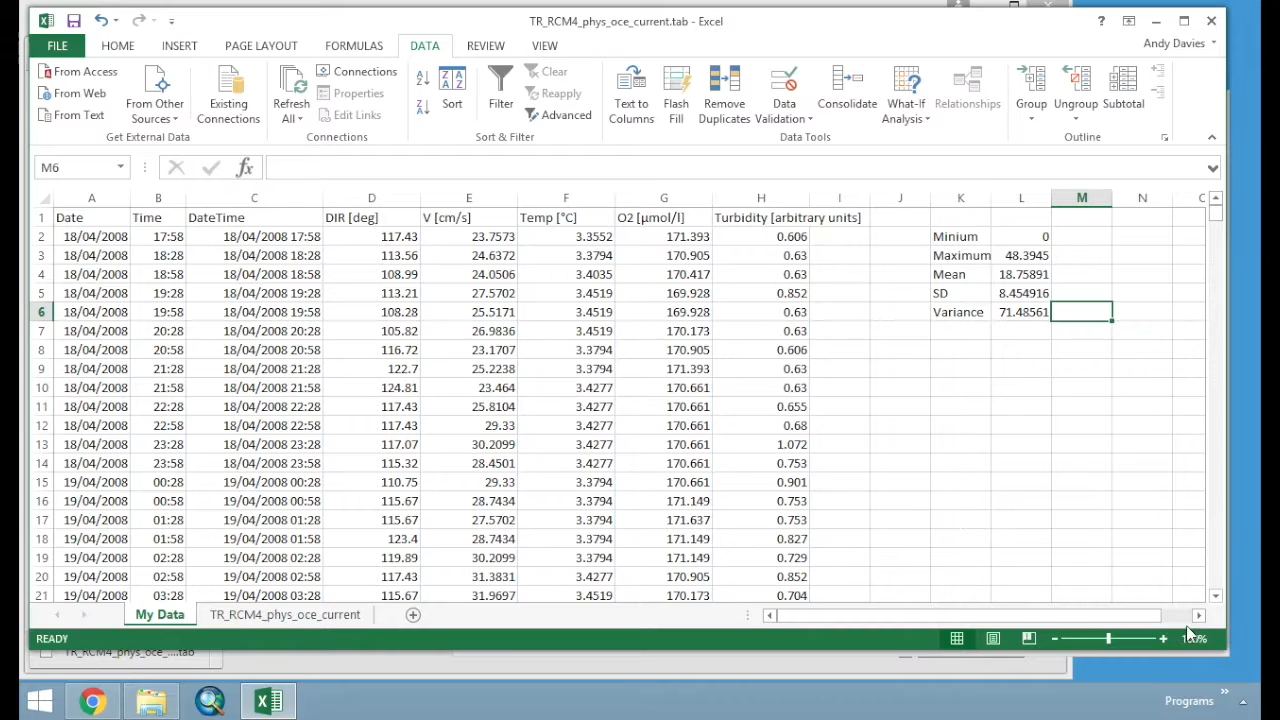 TR_RCM4_phys_oce_current.tab - Excel
FILE HOME INSERT PAGE LAYOUT FORMULAS DATA REVIEW VIEW Andy Davies
From Access
From Web
From Text
From Other Sources
Existing Connections
Get External Data
Refresh All
Connections
Properties
Edit Links
Connections
Sort
Filter
Clear
Reapply
Advanced
Sort & Filter
Text to Columns
Flash Fill
Remove Duplicates
Data Validation
Consolidate
What-If Analysis
Relationships
Data Tools
Group
Ungroup
Subtotal
Outline
M6 fx
A B C D E F G H I J K L M N
1 Date Time DateTime DIR [deg] V [cm/s] Temp [°C] O2 [µmol/l] Turbidity [arbitrary units]
2 18/04/2008 17:58 18/04/2008 17:58 117.43 23.7573 3.3552 171.393 0.606 Minium 0
3 18/04/2008 18:28 18/04/2008 18:28 113.56 24.6372 3.3794 170.905 0.63 Maximum 48.3945
4 18/04/2008 18:58 18/04/2008 18:58 108.99 24.0506 3.4035 170.417 0.63 Mean 18.75891
5 18/04/2008 19:28 18/04/2008 19:28 113.21 27.5702 3.4519 169.928 0.852 SD 8.454916
6 18/04/2008 19:58 18/04/2008 19:58 108.28 25.5171 3.4519 169.928 0.63 Variance 71.48561
7 18/04/2008 20:28 18/04/2008 20:28 105.82 26.9836 3.4519 170.173 0.63
8 18/04/2008 20:58 18/04/2008 20:58 116.72 23.1707 3.3794 170.905 0.606
9 18/04/2008 21:28 18/04/2008 21:28 122.7 25.2238 3.3794 171.393 0.63
10 18/04/2008 21:58 18/04/2008 21:58 124.81 23.464 3.4277 170.661 0.63
11 18/04/2008 22:28 18/04/2008 22:28 117.43 25.8104 3.4277 170.661 0.655
12 18/04/2008 22:58 18/04/2008 22:58 117.43 29.33 3.4277 170.661 0.68
13 18/04/2008 23:28 18/04/2008 23:28 117.07 30.2099 3.4277 170.661 1.072
14 18/04/2008 23:58 18/04/2008 23:58 115.32 28.4501 3.4277 170.661 0.753
15 19/04/2008 00:28 19/04/2008 00:28 110.75 29.33 3.3794 170.661 0.901
16 19/04/2008 00:58 19/04/2008 00:58 115.67 28.7434 3.3794 171.149 0.753
17 19/04/2008 01:28 19/04/2008 01:28 115.67 27.5702 3.3794 171.637 0.753
18 19/04/2008 01:58 19/04/2008 01:58 123.4 28.7434 3.3794 171.149 0.827
19 19/04/2008 02:28 19/04/2008 02:28 119.89 30.2099 3.3794 171.149 0.729
20 19/04/2008 02:58 19/04/2008 02:58 117.43 31.3831 3.4277 170.905 0.852
21 19/04/2008 03:28 19/04/2008 03:28 115.67 31.9697 3.4519 170.173 0.704
My Data TR_RCM4_phys_oce_current
READY
TR_RCM4_phys_oce_....tab
Programs